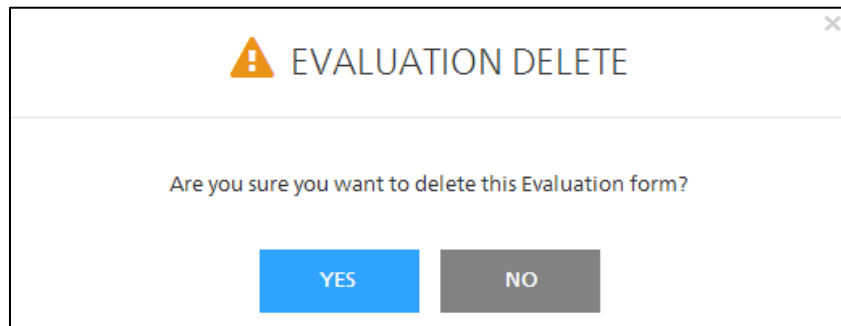 EVALUATION DELETE
Are you sure you want to delete this Evaluation form?
YES
NO